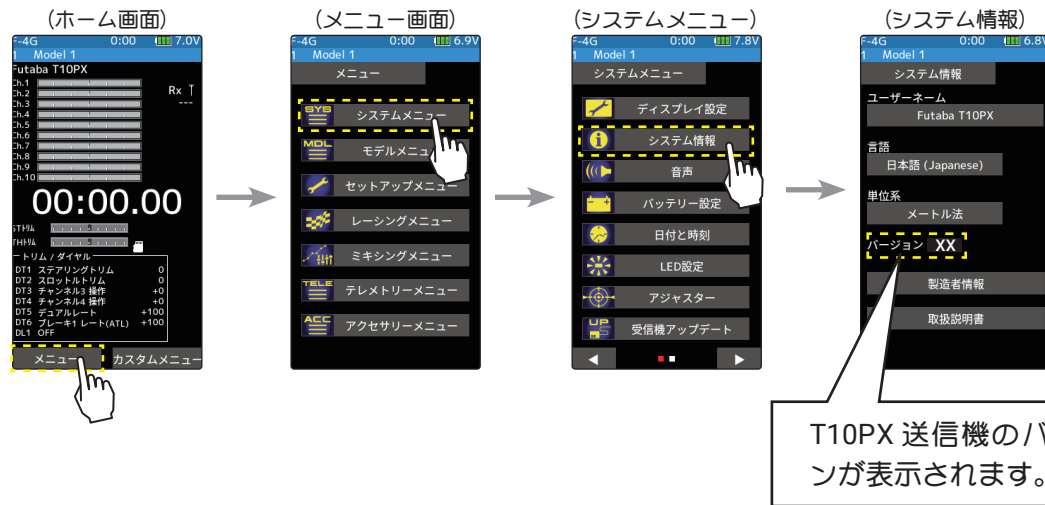 (ホーム画面)
F-4G 0:00 7.0V
1 Model 1
Futaba T10PX
Ch.1
Ch.2
Ch.3
Ch.4
Ch.5
Ch.6
Ch.7
Ch.8
Ch.9
Ch.10
Rx
---
00:00.00
STトリム
THトリム
トリム / ダイヤル
DT1 ステアリングトリム 0
DT2 スロットルトリム 0
DT3 チャンネル3 操作 +0
DT4 チャンネル4 操作 +0
DT5 デュアルレート +100
DT6 ブレーキ1 レート(ATL) +100
DL1 OFF
メニュー カスタムメニュー
(メニュー画面)
F-4G 0:00 6.9V
1 Model 1
メニュー
SYS システムメニュー
MDL モデルメニュ
セットアップメニュー
レーシングメニュー
ミキシングメニュー
TELE テレメトリーメニュー
ACC アクセサリーメニュー
(システムメニュー)
F-4G 0:00 7.8V
1 Model 1
システムメニュー
ディスプレイ設定
システム情報
音声
バッテリー設定
日付と時刻
LED設定
アジャスター
UP 受信機アップデート
(システム情報)
F-4G 0:00 6.8V
1 Model 1
システム情報
ユーザーネーム
Futaba T10PX
言語
日本語 (Japanese)
単位系
メートル法
バージョン XX
製造者情報
取扱説明書
T10PX 送信機のバ
ンが表示されます。